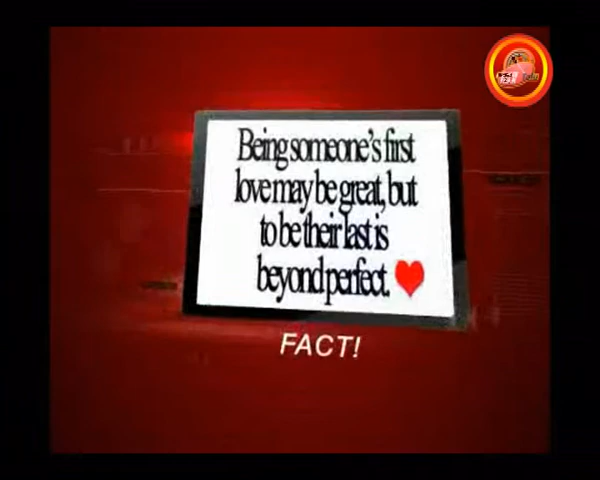 Being someone's first
love may be great, but
to be their last is
beyond perfect.
FACT!